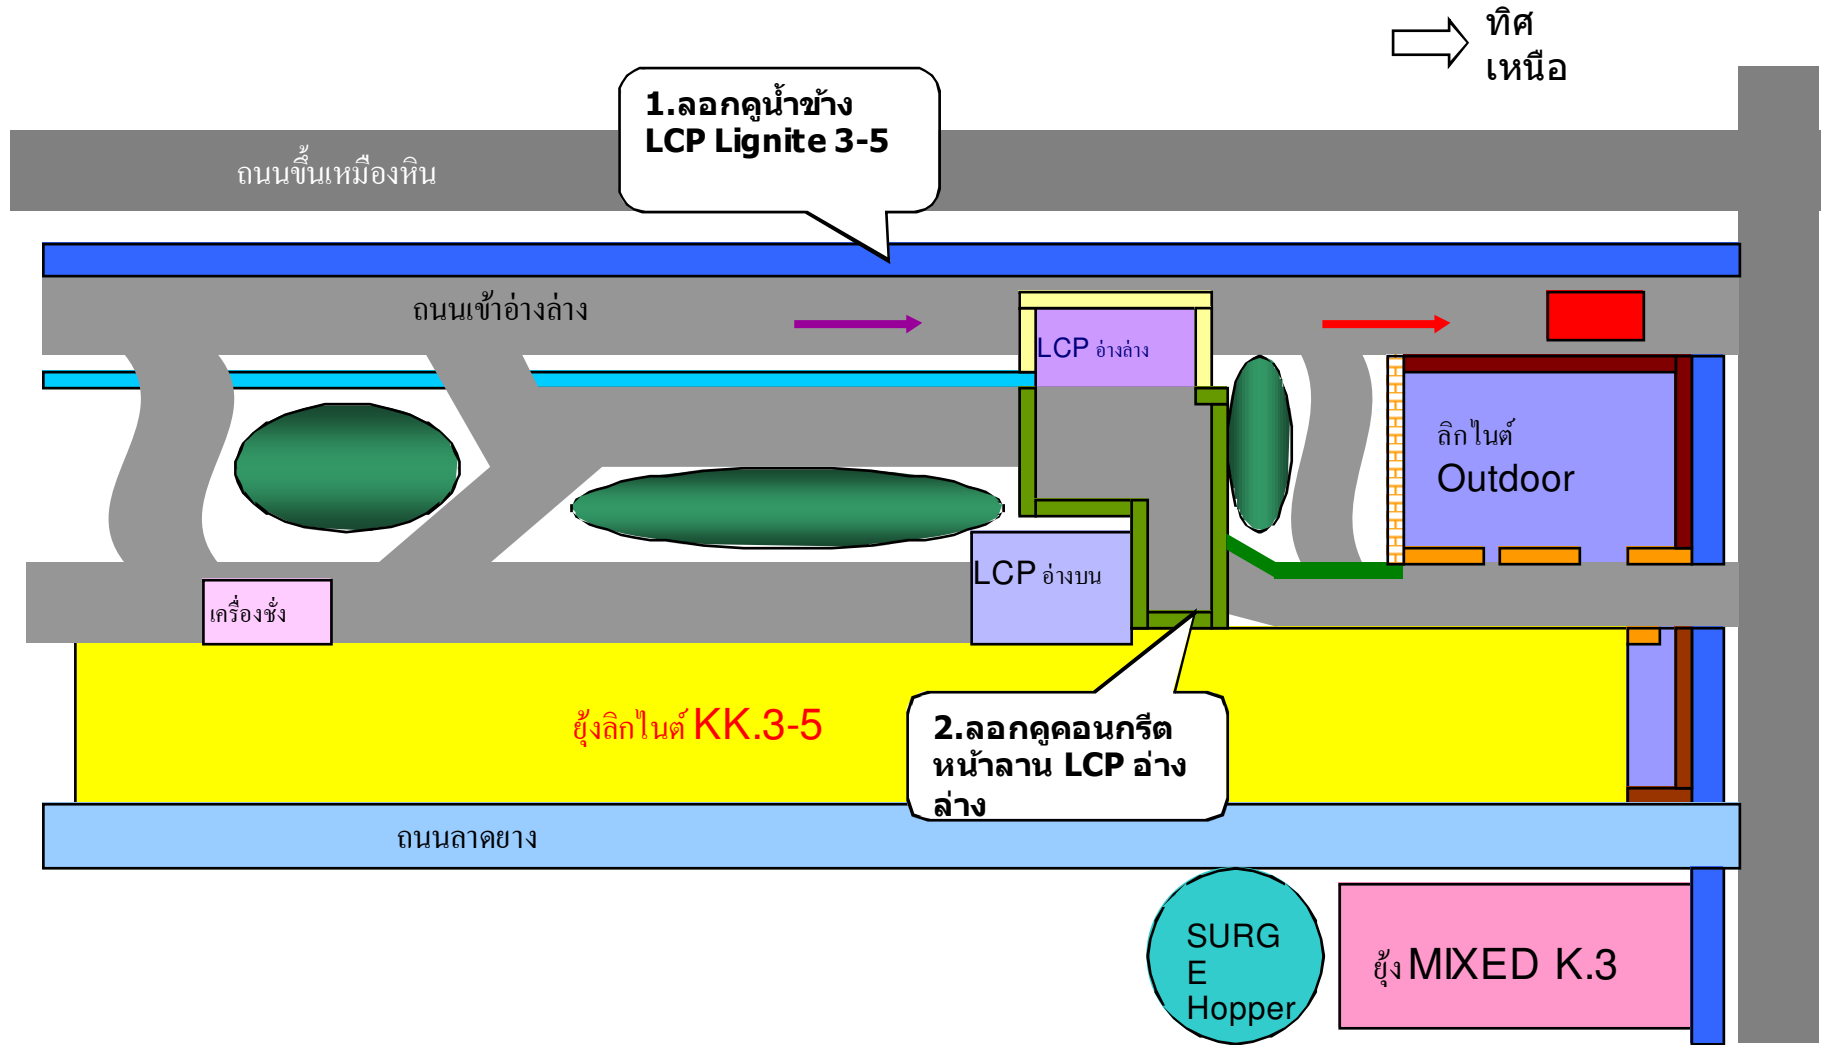 ทิศ
เหนือ
1.ลอกคูน้ำข้าง
LCP Lignite 3-5
ถนนขึ้นเหมืองหิน
ถนนเข้าอ่างล่าง
LCP อ่างล่าง
ลิกไนต์
Outdoor
LCP อ่างบน
เครื่องชั่ง
ยุ้งลิกไนต์ KK.3-5
2.ลอกคูคอนกรีต
หน้าลาน LCP อ่าง
ล่าง
ถนนลาดยาง
SURG
E
Hopper
ยุ้ง MIXED K.3